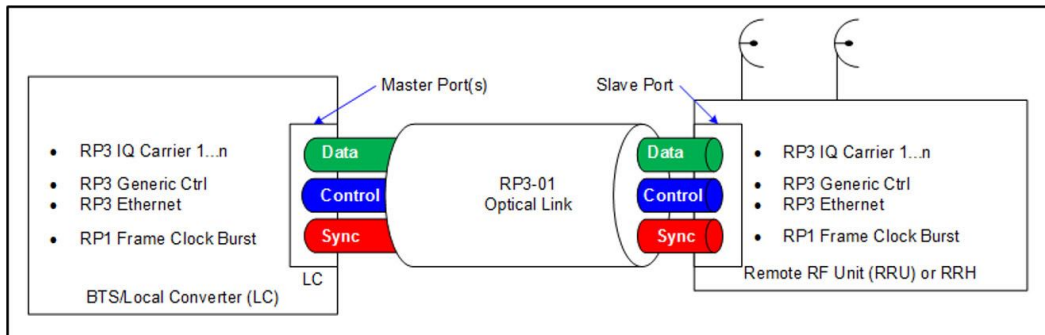 Master Port(s)
Slave Port
• RP3 IQ Carrier 1...n
• RP3 Generic Ctrl
• RP3 Ethernet
• RP1 Frame Clock Burst
Data
Control
Sync
LC
BTS/Local Converter (LC)
RP3-01
Optical Link
Data
Control
Sync
• RP3 IQ Carrier 1...n
• RP3 Generic Ctrl
• RP3 Ethernet
• RP1 Frame Clock Burst
Remote RF Unit (RRU) or RRH